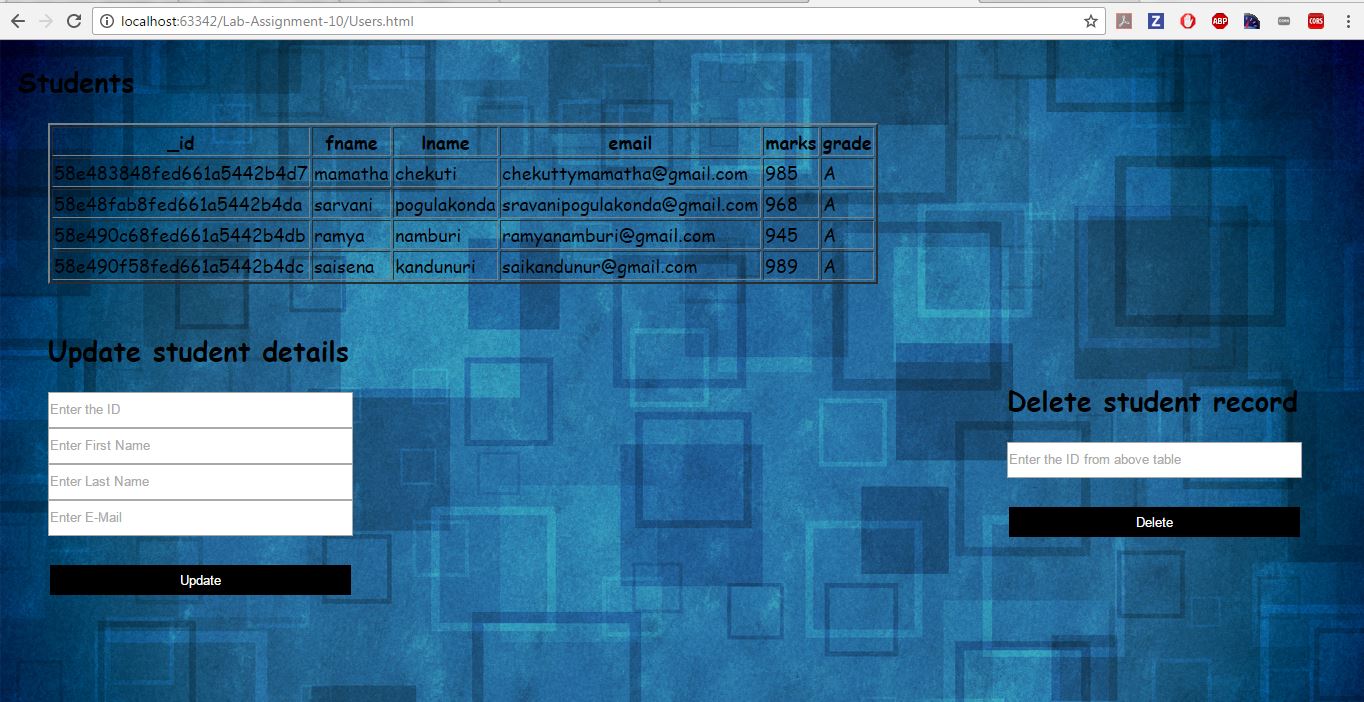 localhost:63342/Lab-Assignment-10/Users.html
ABP
CORS
Students
_id fname lname email marks grade
58e483848fed661a5442b4d7 mamatha chekuti chekuttymamatha@gmail.com 985 A
58e48fab8fed661a5442b4da sarvani pogulakonda sravanipogulakonda@gmail.com 968 A
58e490c68fed661a5442b4db ramya namburi ramyanamburi@gmail.com 945 A
58e490f58fed661a5442b4dc saisena kandunuri saikandunur@gmail.com 989 A
Update student details
Enter the ID
Enter First Name
Enter Last Name
Enter E-Mail
Update
Delete student record
Enter the ID from above table
Delete